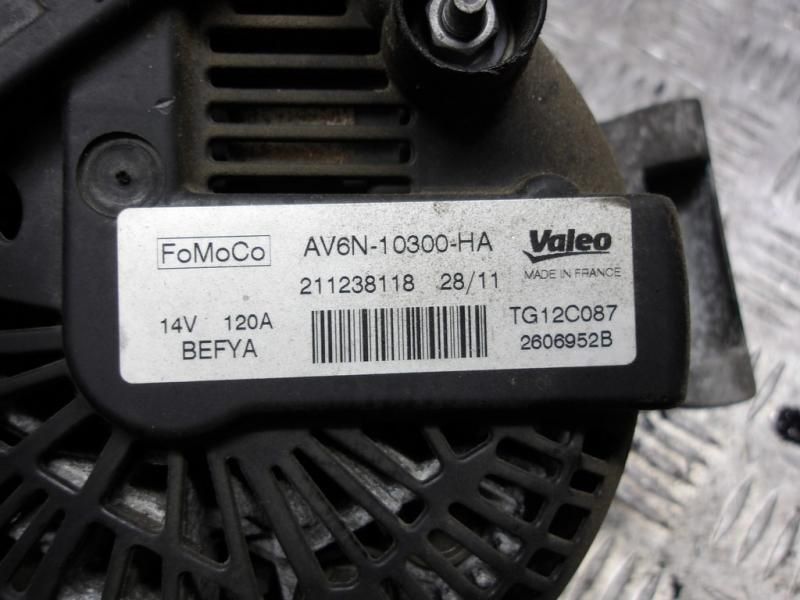 FoMoCo AV6N-10300-HA Valeo
MADE IN FRANCE
211238118 28/11
14V 120A TG12C087
BEFYA 2606952B